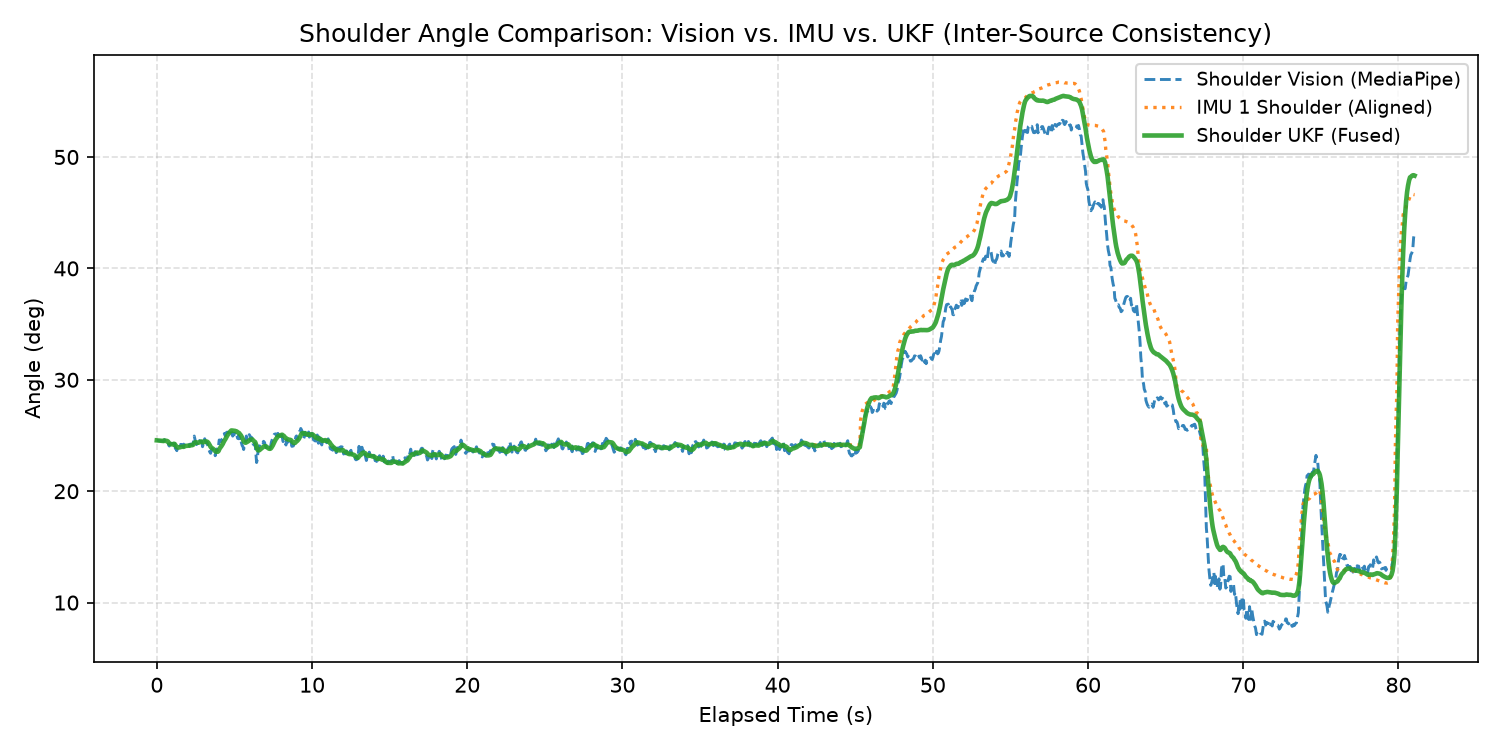 Shoulder Angle Comparison: Vision vs. IMU vs. UKF (Inter-Source Consistency)
Shoulder Vision (MediaPipe)
IMU 1 Shoulder (Aligned)
Shoulder UKF (Fused)
Angle (deg)
50
40
30
20
10
0 10 20 30 40 50 60 70 80
Elapsed Time (s)